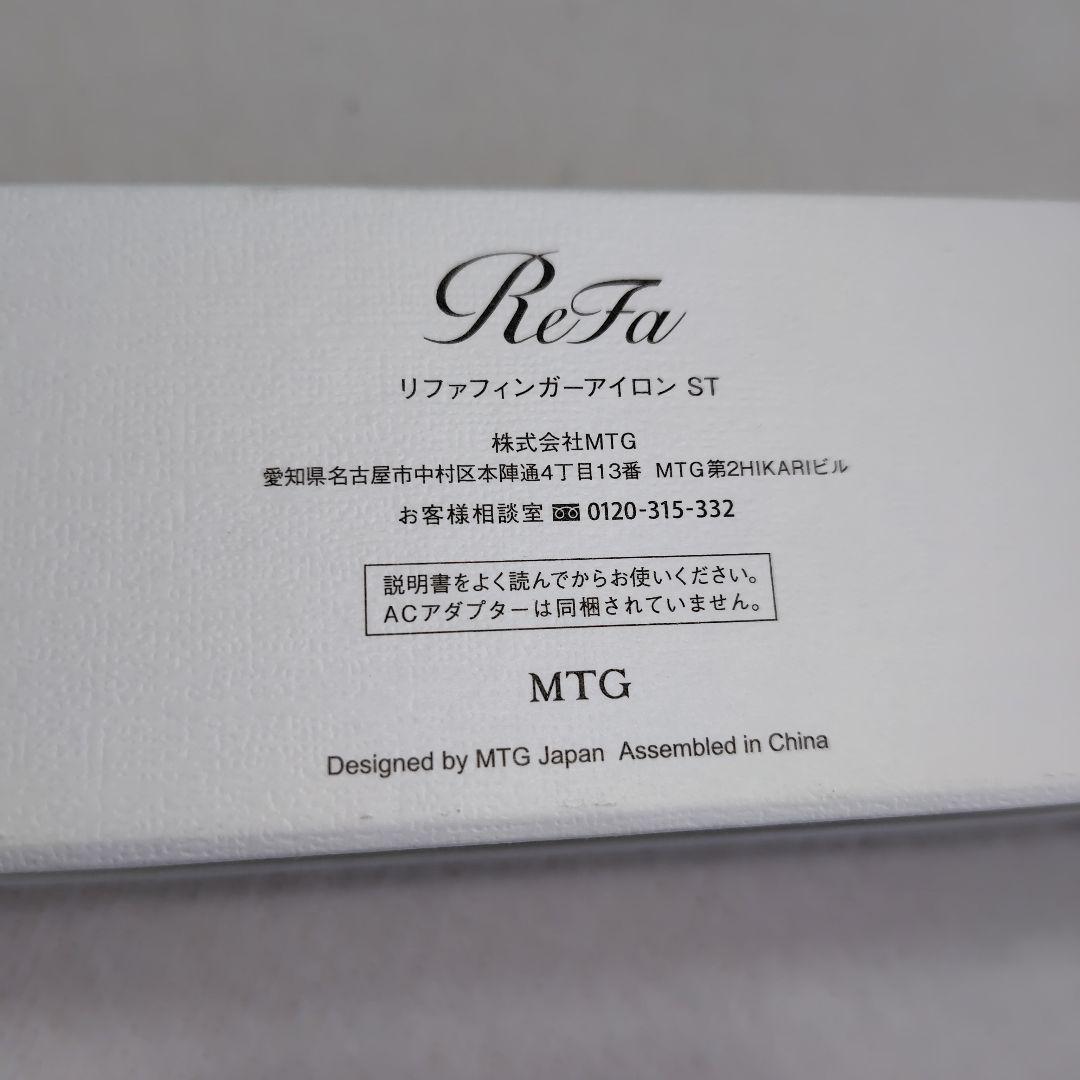 ReFa
リファフィンガーアイロン ST
株式会社MTG
愛知県名古屋市中村区本陣通4丁目13番 MTG第2HIKARIビル
お客様相談室 0120-315-332
説明書をよく読んでからお使いください。
ACアダプターは同梱されていません。
MTG
Designed by MTG Japan Assembled in China